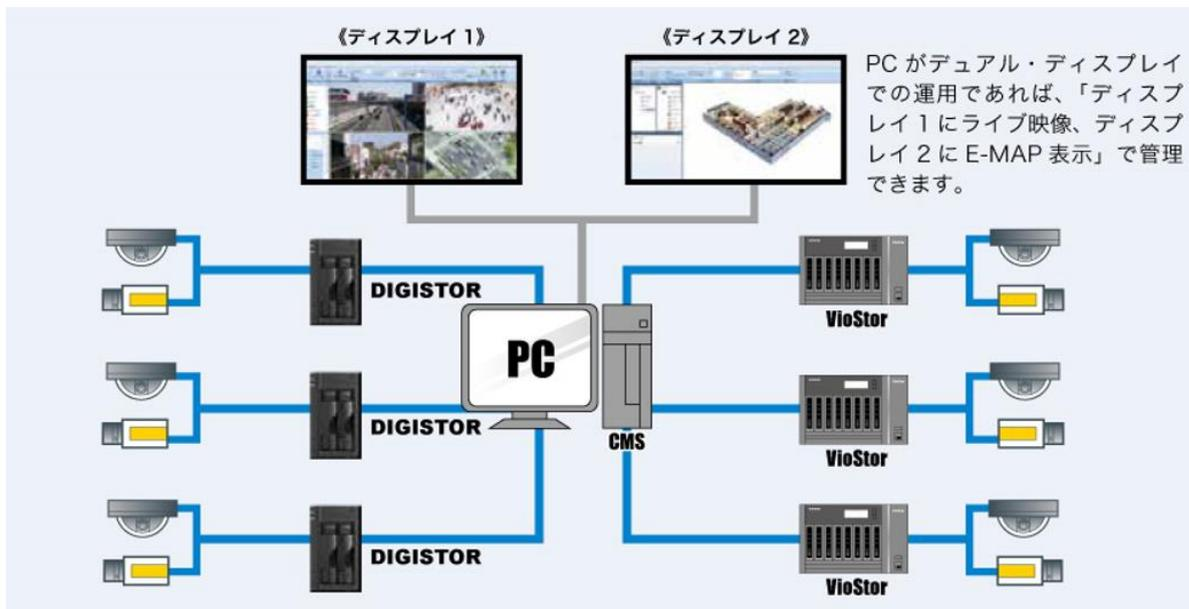 《ディスプレイ 1》
《ディスプレイ 2》
PC がデュアル・ディスプレイ
での運用であれば、「ディスプ
レイ 1 にライブ映像、ディスプ
レイ 2 に E-MAP 表示」で管理
できます。
DIGISTOR
VioStor
PC
DIGISTOR
CMS
VioStor
DIGISTOR
VioStor